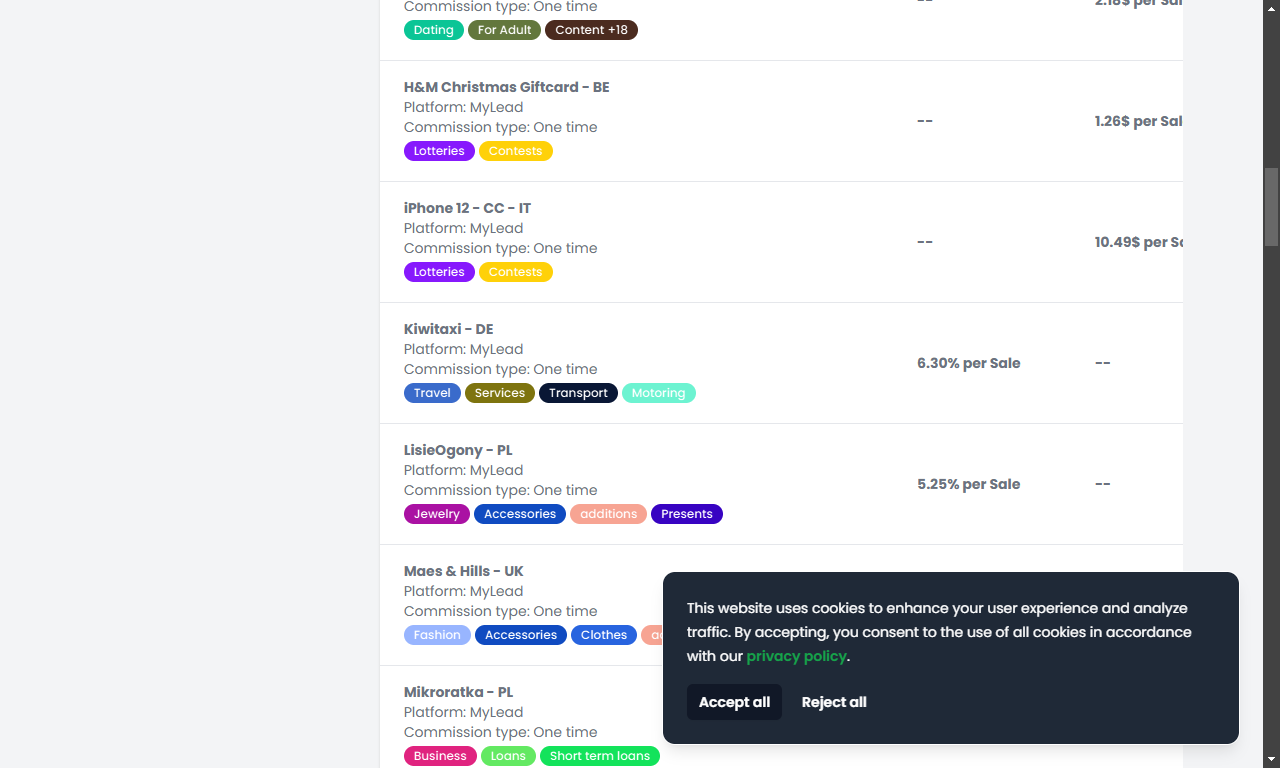 Commission type: One time
--
Dating For Adult Content +18
H&M Christmas Giftcard - BE
Platform: MyLead
Commission type: One time
Lotteries Contests
--
1.26$ per Sal
iPhone 12 - CC - IT
Platform: MyLead
Commission type: One time
Lotteries Contests
--
10.49$ per
Kiwitaxi - DE
Platform: MyLead
Commission type: One time
Travel Services Transport Motoring
6.30% per Sale
--
LisieOgony - PL
Platform: MyLead
Commission type: One time
Jewelry Accessories additions Presents
5.25% per Sale
--
Maes & Hills - UK
Platform: MyLead
Commission type: One time
Fashion Accessories Clothes
Mikroratka - PL
Platform: MyLead
Commission type: One time
Business Loans Short term loans
This website uses cookies to enhance your user experience and analyze
traffic. By accepting, you consent to the use of all cookies in accordance
with our privacy policy.
Accept all Reject all